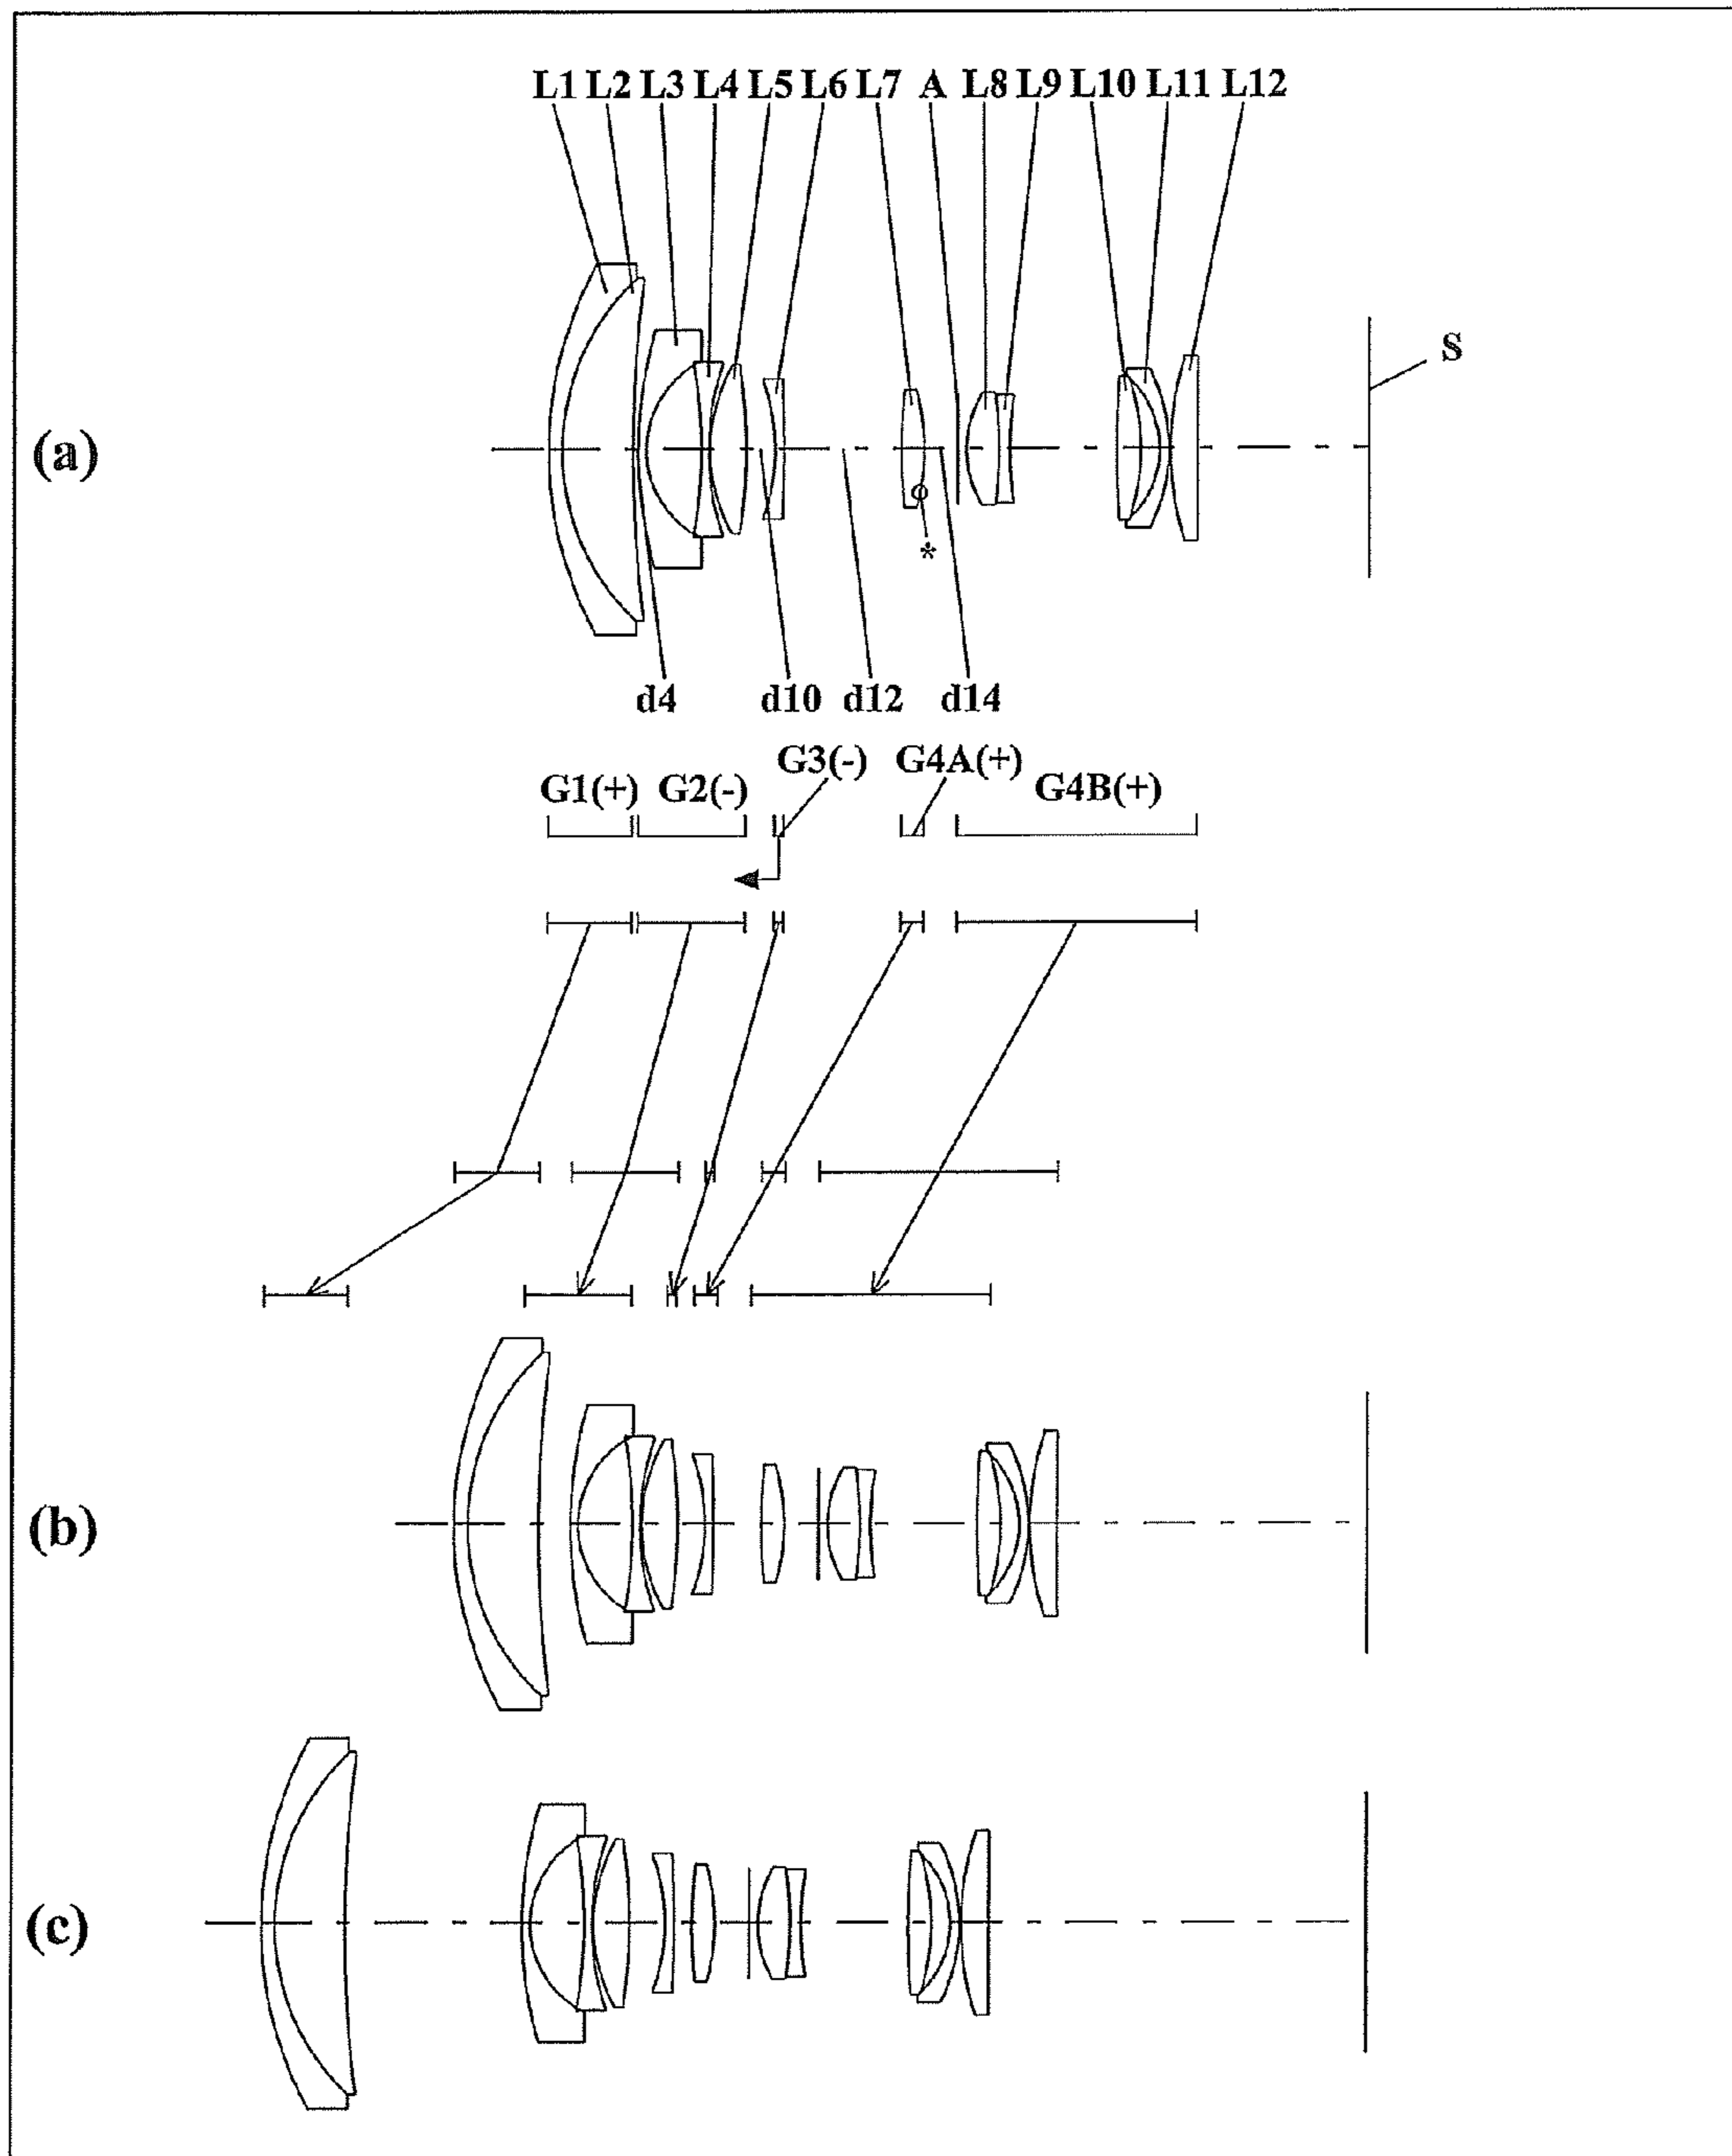 L1 L2 L3 L4 L5 L6 L7 A L8 L9 L10 L11 L12
S
(a)
*
d4 d10 d12 d14
G1(+) G2(-) G3(-) G4A(+) G4B(+)
(b)
(c)